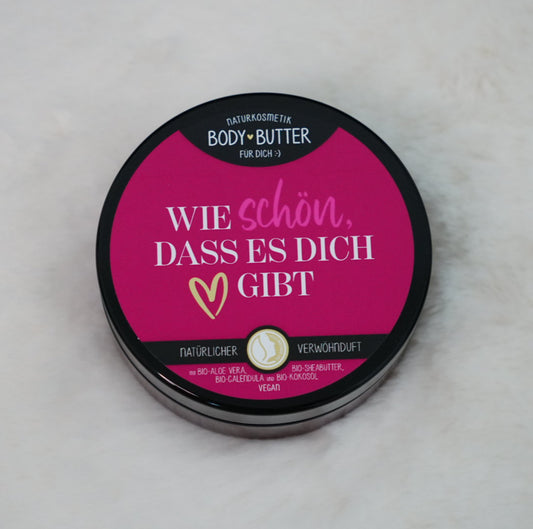 NATURKOSMETIK
BODY BUTTER
FÜR DICH :-)
WIE schön,
DASS ES DICH
GIBT
NATÜRLICHER VERWÖHNDUFT
mit BIO-ALOE VERA, BIO-SHEABUTTER,
BIO-CALENDULA und BIO-KOKOSÖL
VEGAN